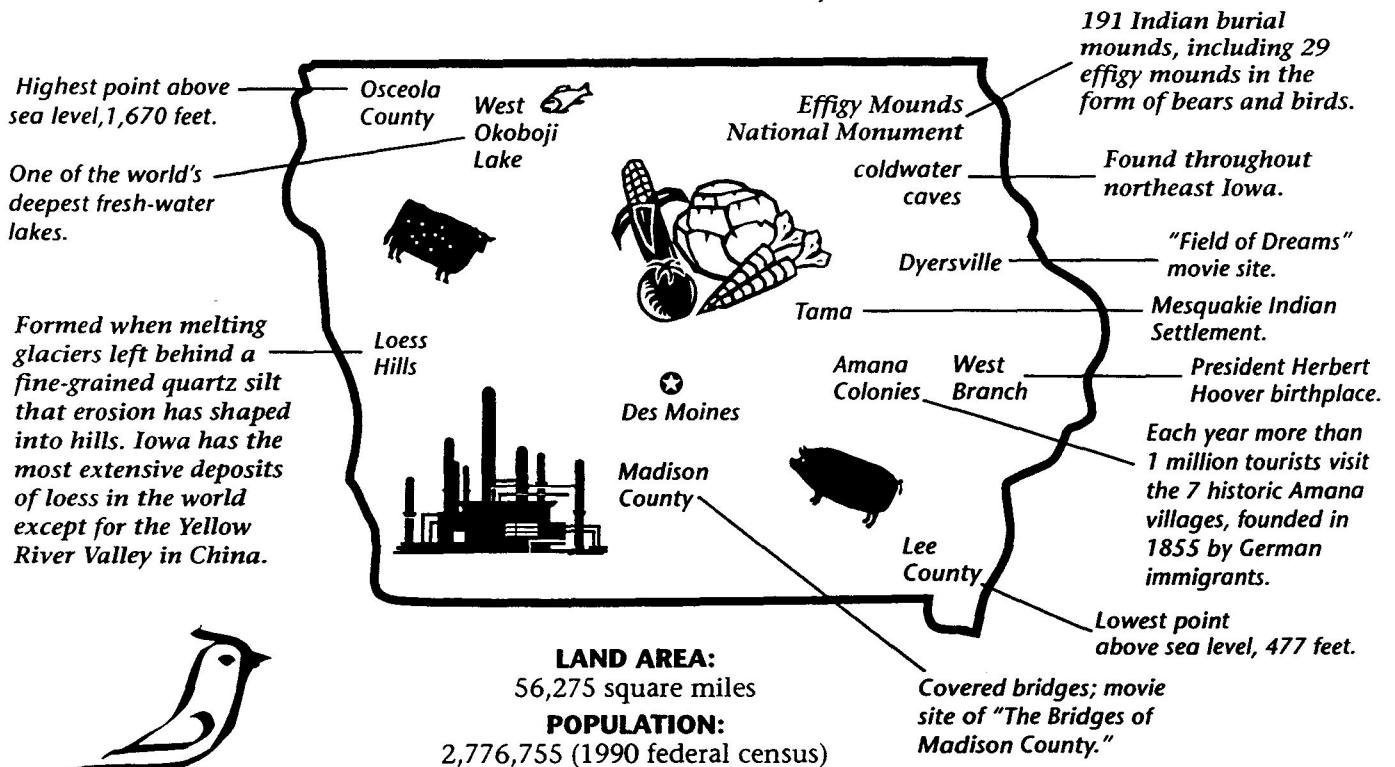 191 Indian burial
mounds, including 29
effigy mounds in the
form of bears and birds.
Highest point above
sea level,1,670 feet.
Osceola
County
West
Okoboji
Lake
Effigy Mounds
National Monument
One of the world's
deepest fresh-water
lakes.
coldwater
caves
Found throughout
northeast Iowa.
Dyersville
"Field of Dreams"
movie site.
Tama
Mesquakie Indian
Settlement.
Formed when melting
glaciers left behind a
fine-grained quartz silt
that erosion has shaped
into hills. Iowa has the
most extensive deposits
of loess in the world
except for the Yellow
River Valley in China.
Loess
Hills
Amana
Colonies
West
Branch
President Herbert
Hoover birthplace.
Des Moines
Each year more than
1 million tourists visit
the 7 historic Amana
villages, founded in
1855 by German
immigrants.
Madison
County
Lee
County
Lowest point
above sea level, 477 feet.
Covered bridges; movie
site of "The Bridges of
Madison County."
LAND AREA:
56,275 square miles
POPULATION:
2,776,755 (1990 federal census)